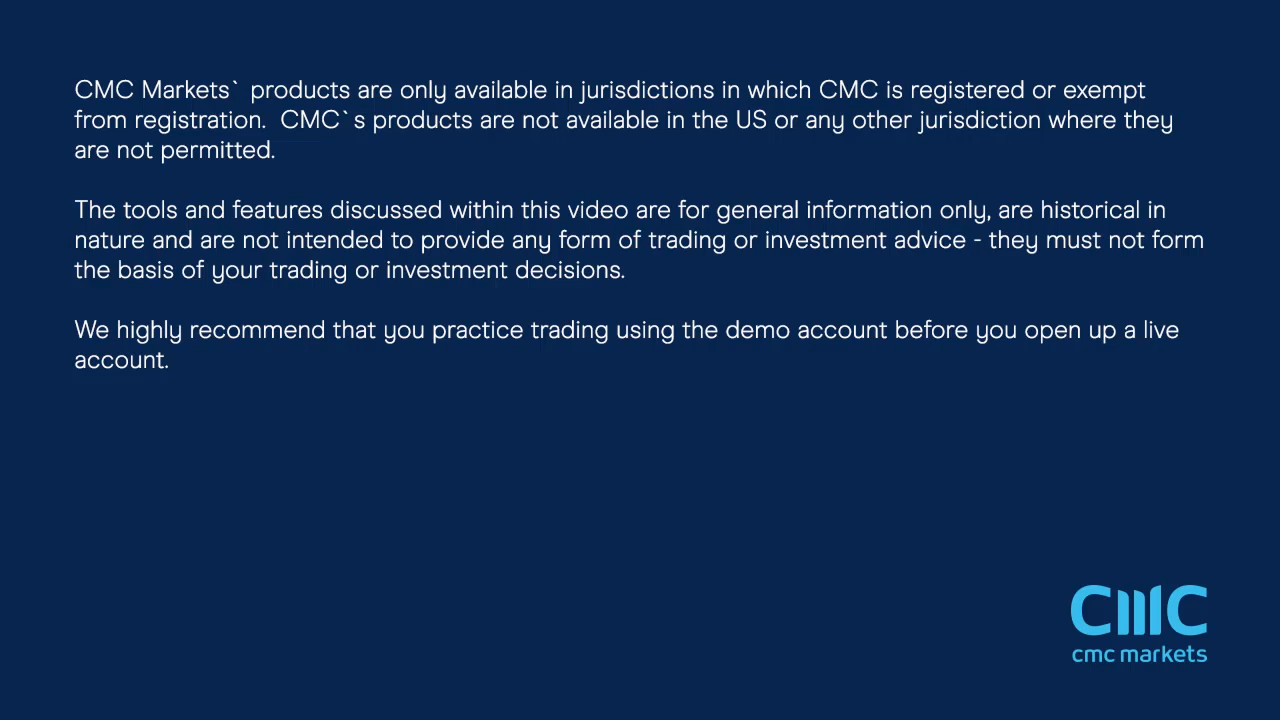 CMC Markets` products are only available in jurisdictions in which CMC is registered or exempt
from registration.  CMC`s products are not available in the US or any other jurisdiction where they
are not permitted.
The tools and features discussed within this video are for general information only, are historical in
nature and are not intended to provide any form of trading or investment advice - they must not form
the basis of your trading or investment decisions.
We highly recommend that you practice trading using the demo account before you open up a live
account.
CMC
cmc markets